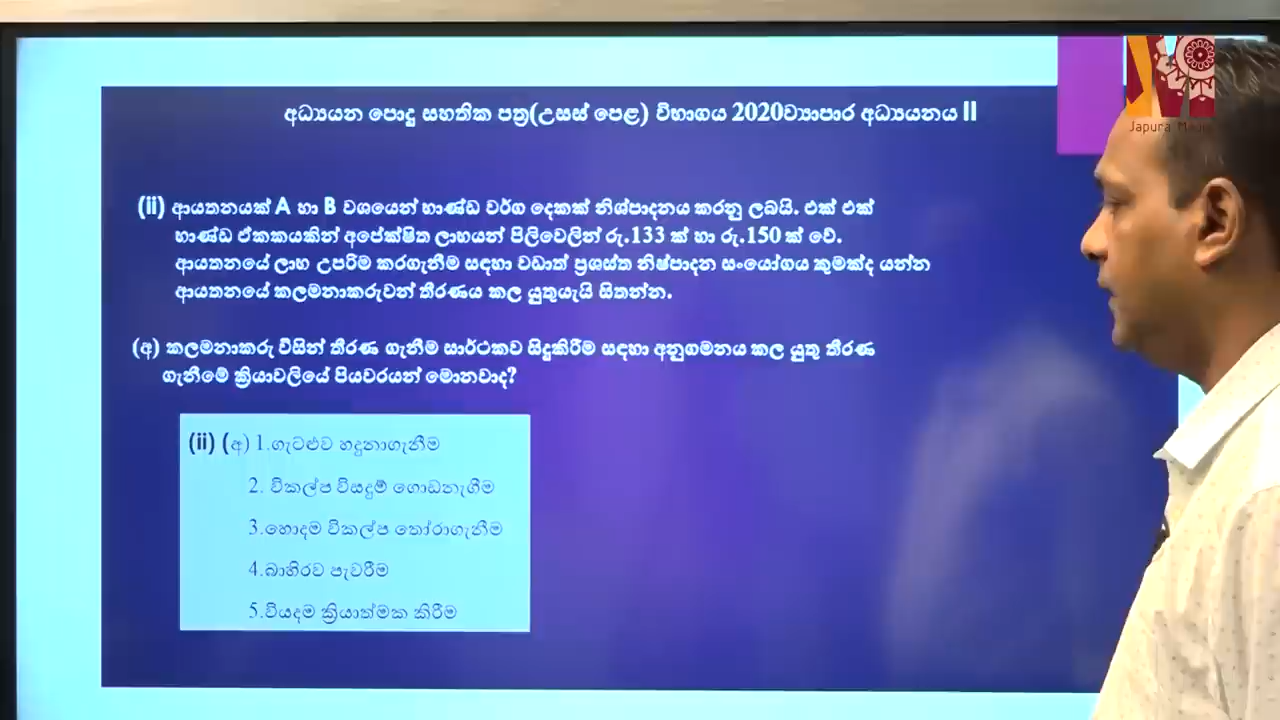 අධ්‍යයන පොදු සහතික පත්‍ර(උසස් පෙළ) විභාගය 2020ව්‍යාපාර අධ්‍යයනය II
Japura Media
(ii) ආයතනයක් A හා B වශයෙන් භාණ්ඩ වර්ග දෙකක් නිශ්පාදනය කරනු ලබයි. එක් එක්
භාණ්ඩ ඒකකයකින් අපේක්ෂිත ලාභයන් පිලිවෙලින් රු.133 ක් හා රු.150 ක් වේ.
ආයතනයේ ලාභ උපරිම කරගැනීම සඳහා වඩාත් ප්‍රශස්ත නිෂ්පාදන සංයෝගය කුමක්ද යන්න
ආයතනයේ කලමනාකරුවන් තීරණය කල යුතුයැයි සිතන්න.
(අ) කලමනාකරු විසින් තීරණ ගැනීම සාර්ථකව සිදුකිරීම සඳහා අනුගමනය කල යුතු තීරණ
ගැනීමේ ක්‍රියාවලියේ පියවරයන් මොනවාද?
(ii) (අ) 1.ගැටළුව හදුනාගැනීම
2. විකල්ප විසදුම් ගොඩනැගීම
3.හොදම විකල්ප තෝරාගැනීම
4.බාහිරව පැවරීම
5.වියදම ක්‍රියාත්මක කිරීම